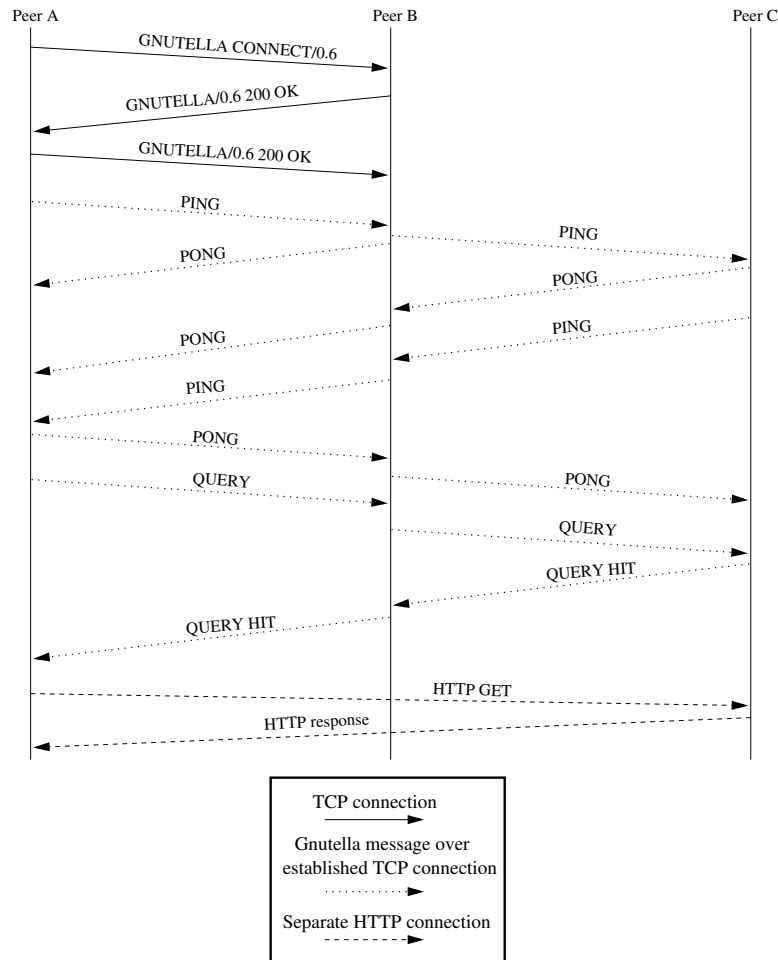 Peer A
Peer B
Peer C
GNUTELLA CONNECT/0.6
GNUTELLA/0.6 200 OK
GNUTELLA/0.6 200 OK
PING
PING
PONG
PONG
PING
PONG
PING
PONG
QUERY
PONG
QUERY
QUERY HIT
QUERY HIT
HTTP GET
HTTP response
TCP connection
Gnutella message over
established TCP connection
Separate HTTP connection